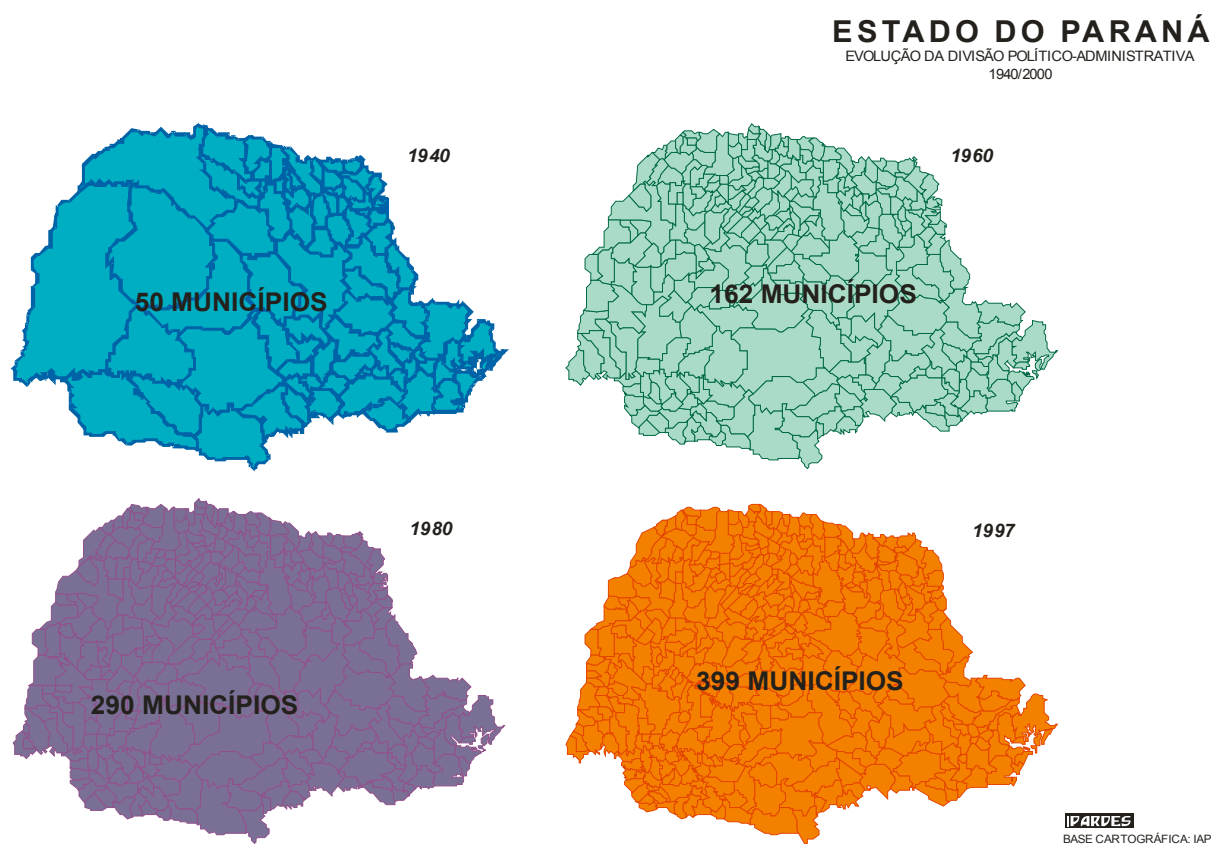 ESTADO DO PARANÁ
EVOLUÇÃO DA DIVISÃO POLÍTICO-ADMINISTRATIVA
1940/2000
1940
50 MUNICÍPIOS
1960
162 MUNICÍPIOS
1980
290 MUNICÍPIOS
1997
399 MUNICÍPIOS
IPARDES
BASE CARTOGRÁFICA: IAP